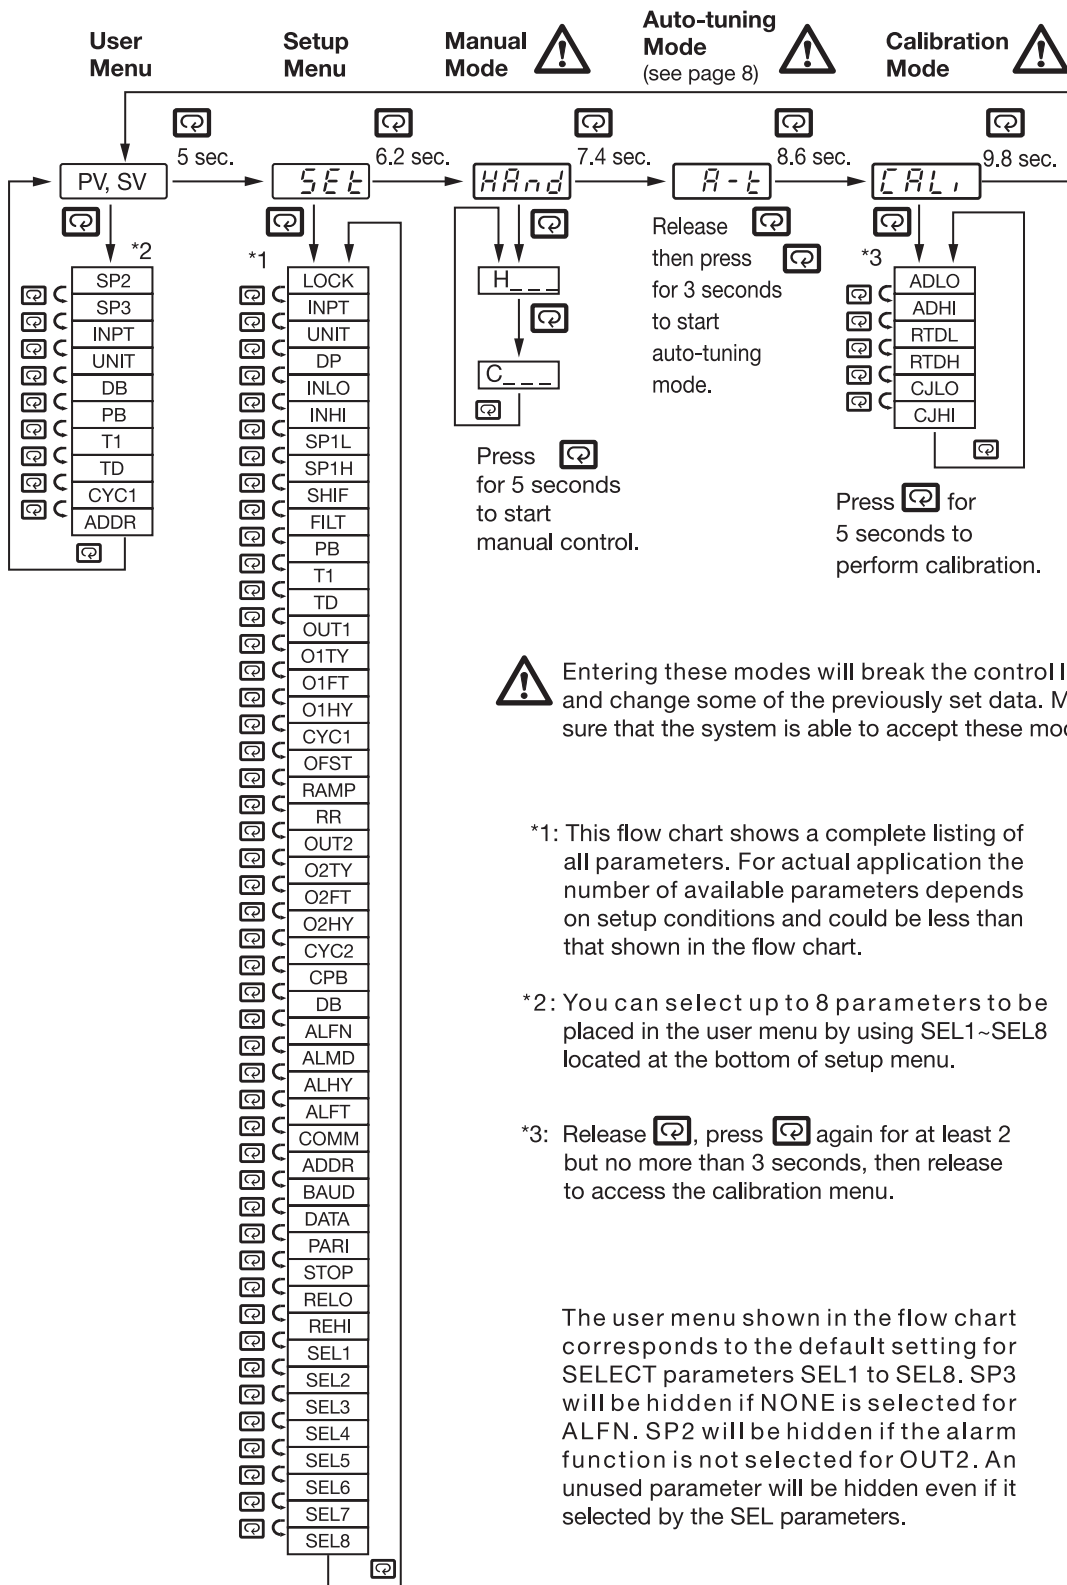 User
Menu
Setup
Menu
Manual
Mode
Auto-tuning
Mode
(see page 8)
Calibration
Mode
5 sec.
6.2 sec.
7.4 sec.
8.6 sec.
9.8 sec.
PV, SV
SEt
HAnd
A-t
CALi
*2
SP2
SP3
INPT
UNIT
DB
PB
T1
TD
CYC1
ADDR
*1
LOCK
INPT
UNIT
DP
INLO
INHI
SP1L
SP1H
SHIF
FILT
PB
T1
TD
OUT1
O1TY
O1FT
O1HY
CYC1
OFST
RAMP
RR
OUT2
O2TY
O2FT
O2HY
CYC2
CPB
DB
ALFN
ALMD
ALHY
ALFT
COMM
ADDR
BAUD
DATA
PARI
STOP
RELO
REHI
SEL1
SEL2
SEL3
SEL4
SEL5
SEL6
SEL7
SEL8
H_ _ _
C_ _ _
Press
for 5 seconds
to start
manual control.
Release
then press
for 3 seconds
to start
auto-tuning
mode.
*3
ADLO
ADHI
RTDL
RTDH
CJLO
CJHI
Press for
5 seconds to
perform calibration.
Entering these modes will break the control
and change some of the previously set data.
sure that the system is able to accept these
*1: This flow chart shows a complete listing of
all parameters. For actual application the
number of available parameters depends
on setup conditions and could be less than
that shown in the flow chart.
*2: You can select up to 8 parameters to be
placed in the user menu by using SEL1~SEL8
located at the bottom of setup menu.
*3: Release , press again for at least 2
but no more than 3 seconds, then release
to access the calibration menu.
The user menu shown in the flow chart
corresponds to the default setting for
SELECT parameters SEL1 to SEL8. SP3
will be hidden if NONE is selected for
ALFN. SP2 will be hidden if the alarm
function is not selected for OUT2. An
unused parameter will be hidden even if it
selected by the SEL parameters.